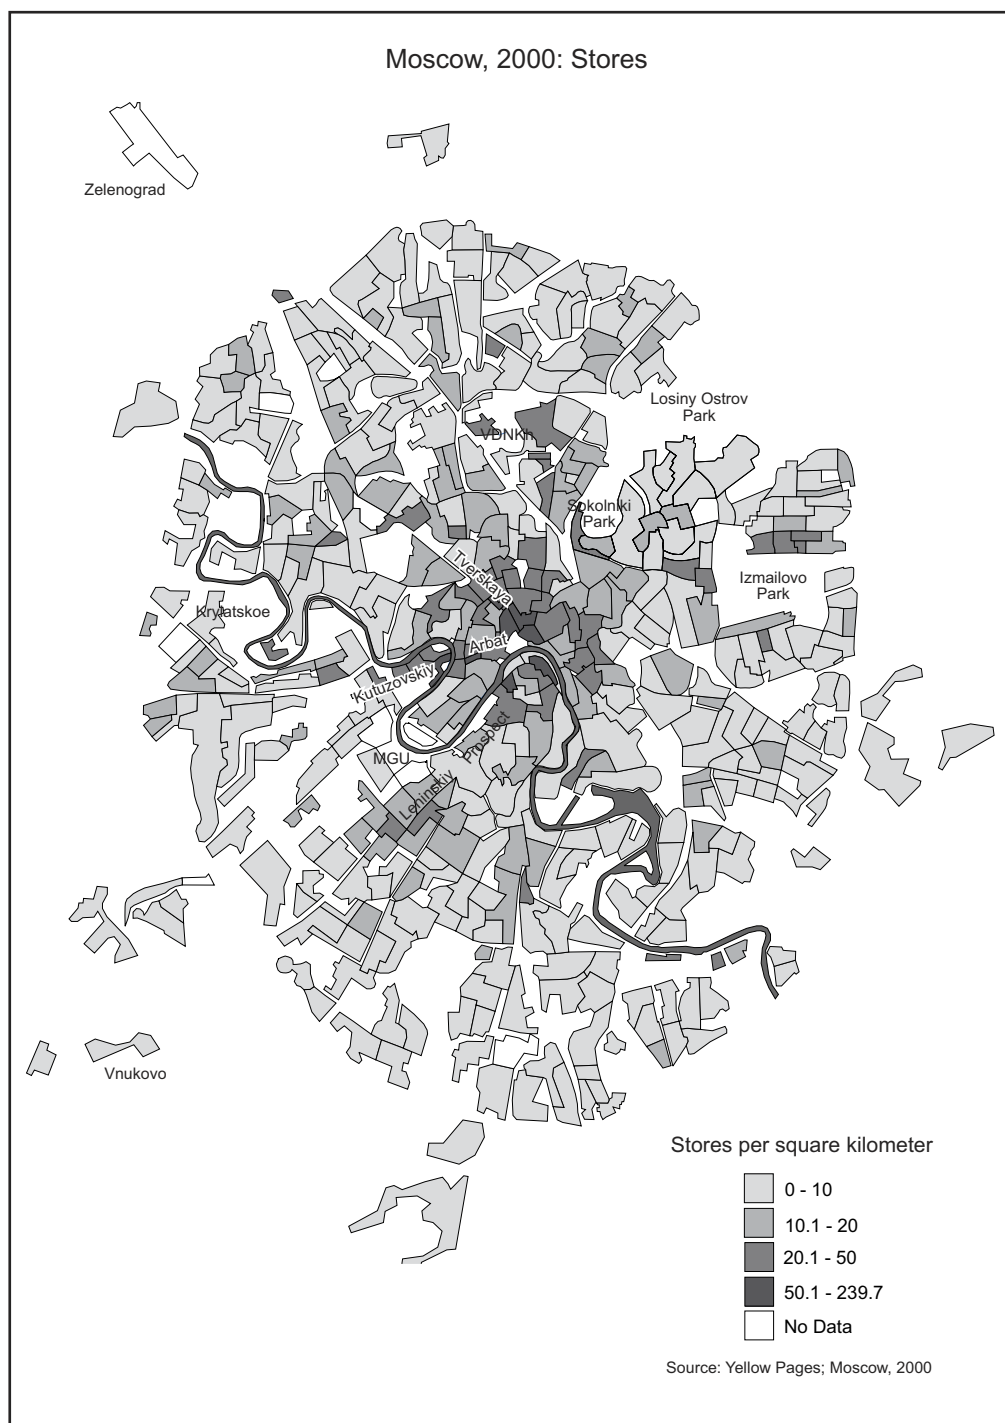 Moscow, 2000: Stores
Zelenograd
Losiny Ostrov
Park
VDNKh
Sokolniki
Park
Tverskaya
Izmailovo
Park
Krylatskoe
Arbat
'Kutuzovskiy
MGU
Leninskiy
Prospect
Vnukovo
Stores per square kilometer
0 - 10
10.1 - 20
20.1 - 50
50.1 - 239.7
No Data
Source: Yellow Pages; Moscow, 2000